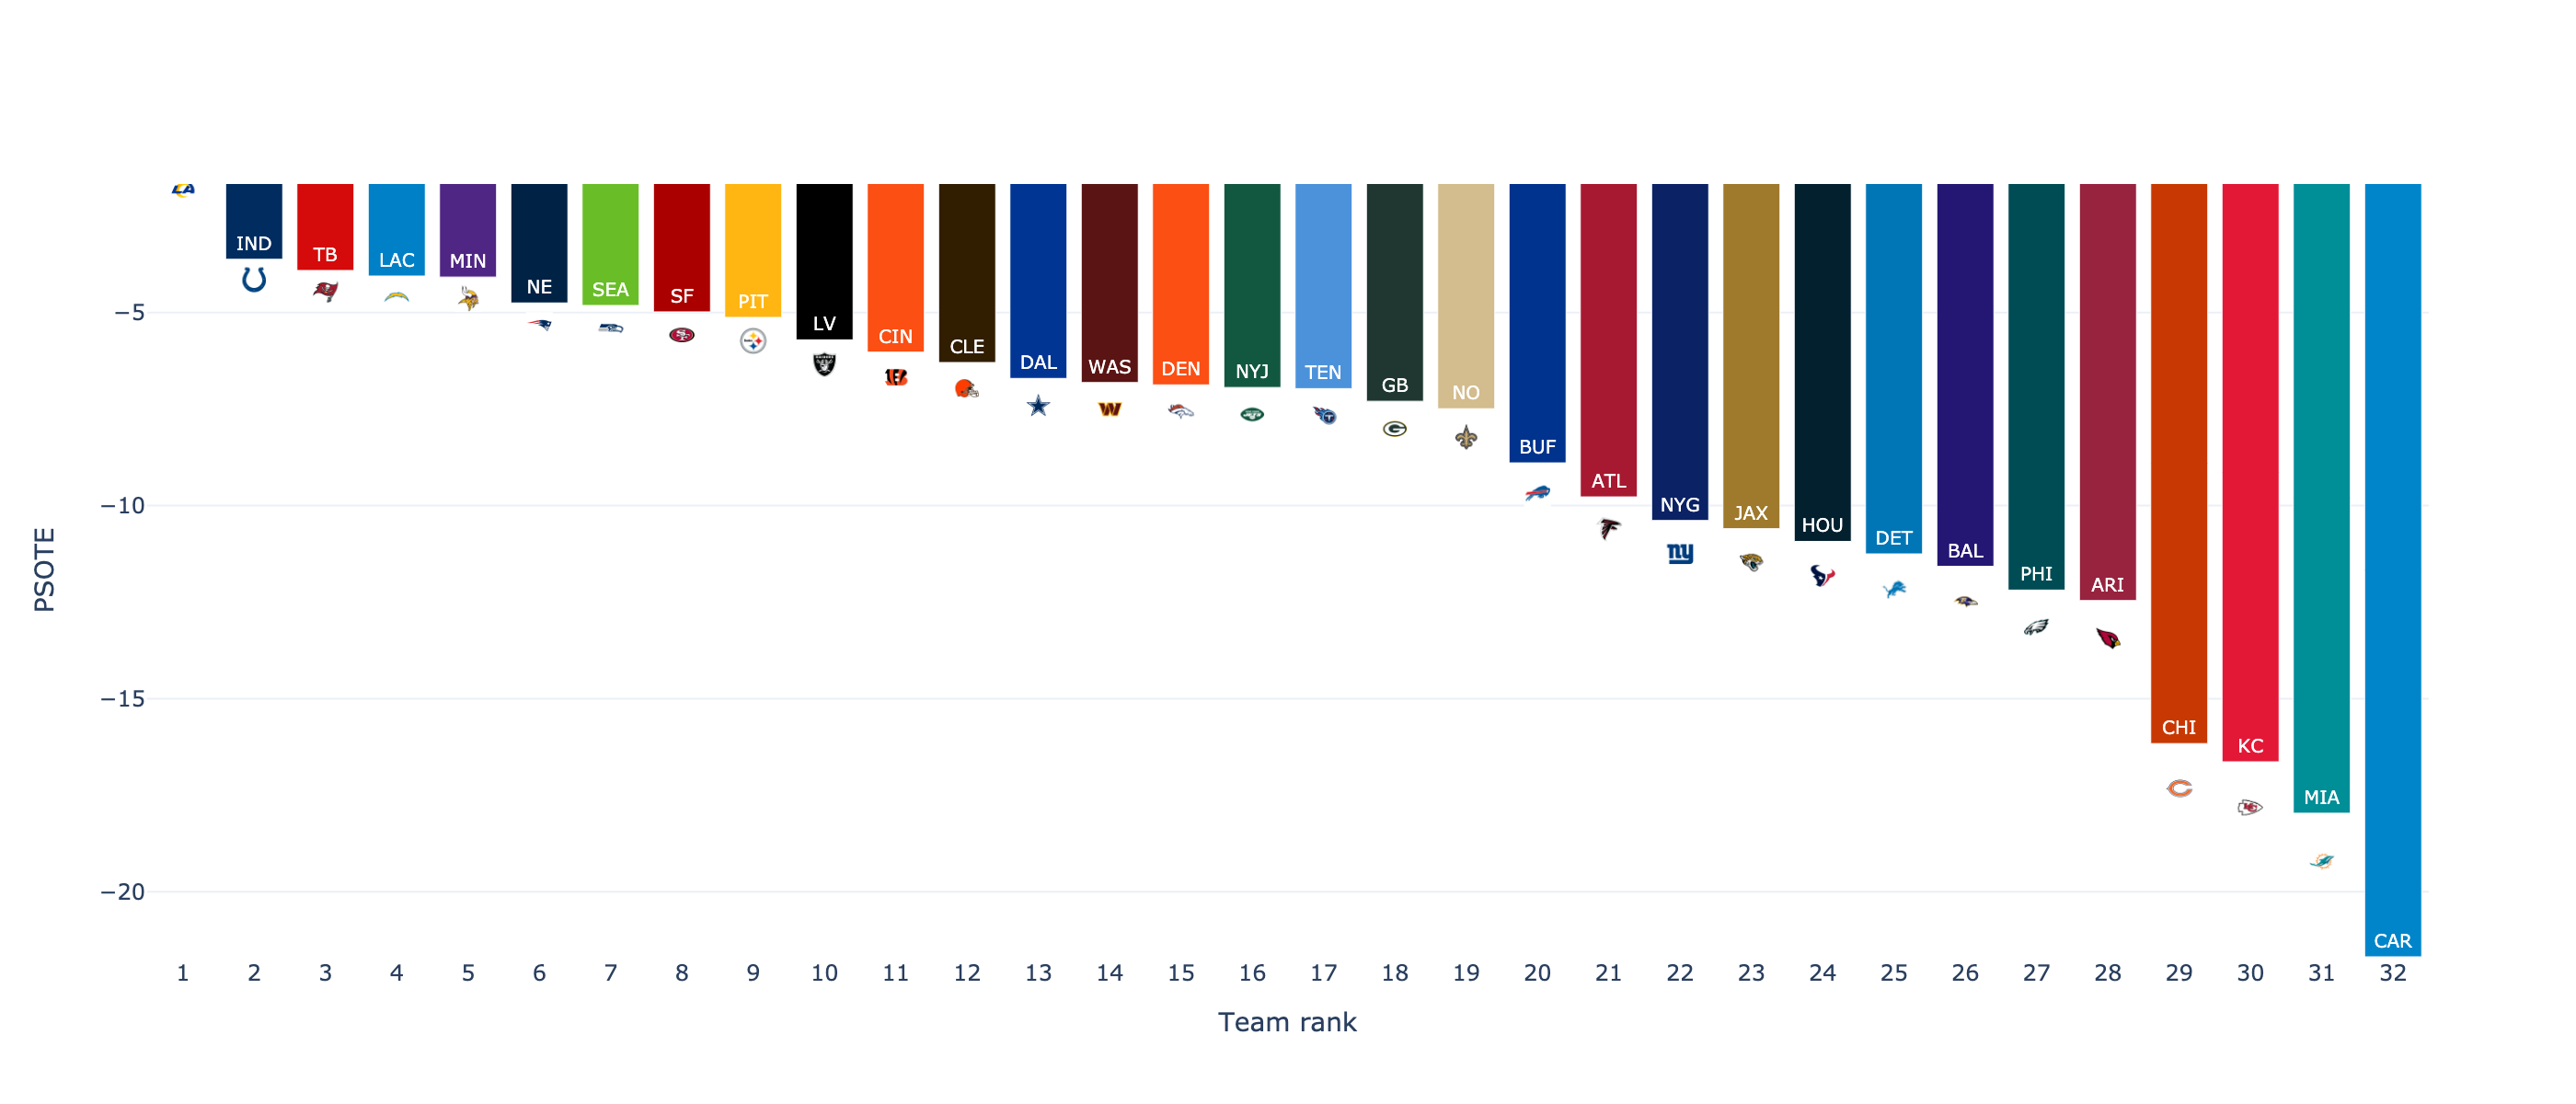 IND
TB
LAC
MIN
NE
SEA
SF
PIT
LV
CIN
CLE
DAL
WAS
DEN
NYJ
TEN
GB
NO
BUF
ATL
NYG
JAX
HOU
DET
BAL
PHI
ARI
CHI
KC
MIA
CAR
−5
−10
−15
−20
PSOTE
1 2 3 4 5 6 7 8 9 10 11 12 13 14 15 16 17 18 19 20 21 22 23 24 25 26 27 28 29 30 31 32
Team rank